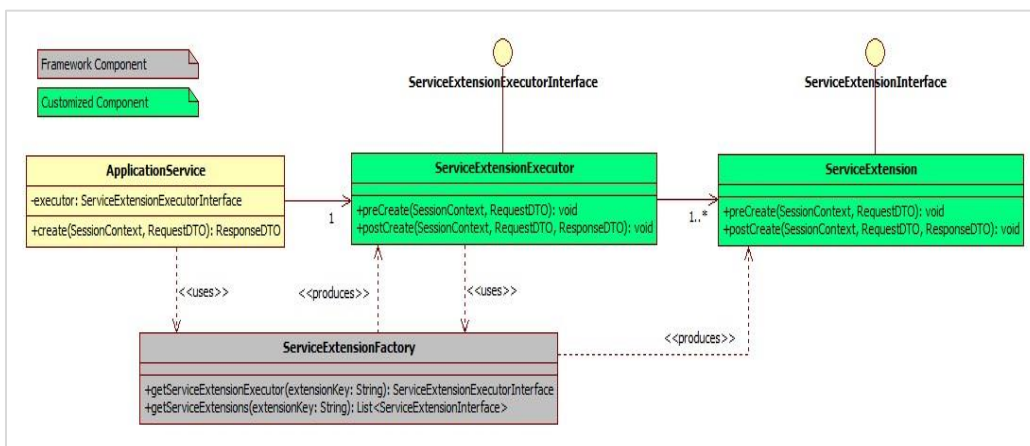 Framework Component
Customized Component
ServiceExtensionExecutorInterface
ServiceExtensionInterface
ApplicationService
-executor: ServiceExtensionExecutorInterface
+create(SessionContext, RequestDTO): ResponseDTO
1
ServiceExtensionExecutor
+preCreate(SessionContext, RequestDTO): void
+postCreate(SessionContext, RequestDTO, ResponseDTO): void
1..*
ServiceExtension
+preCreate(SessionContext, RequestDTO): void
+postCreate(SessionContext, RequestDTO, ResponseDTO): void
<<uses>>
<<produces>>
<<uses>>
<<produces>>
ServiceExtensionFactory
+getServiceExtensionExecutor(extensionKey: String): ServiceExtensionExecutorInterface
+getServiceExtensions(extensionKey: String): List<ServiceExtensionInterface>